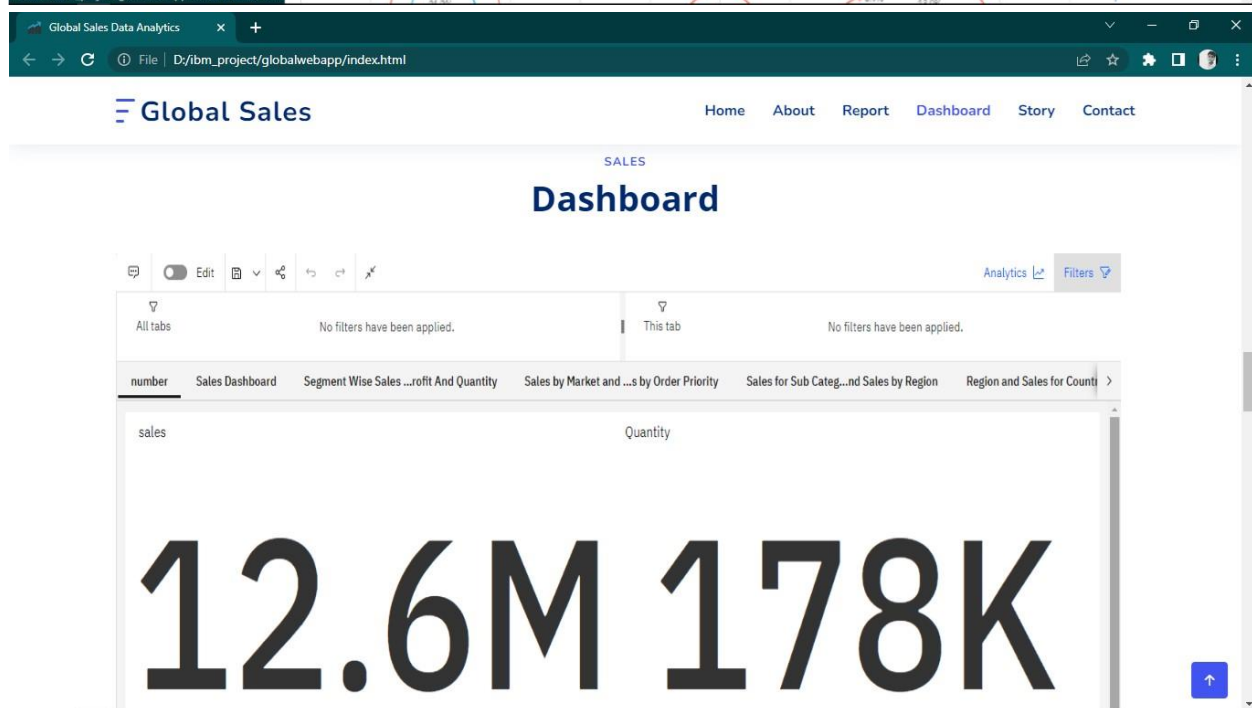 Global Sales Data Analytics
File | D:/ibm_project/globalwebapp/index.html
Global Sales
Home About Report Dashboard Story Contact
SALES
Dashboard
Edit
Analytics Filters
All tabs No filters have been applied. This tab No filters have been applied.
number Sales Dashboard Segment Wise Sales ...rofit And Quantity Sales by Market and ...s by Order Priority Sales for Sub Categ...nd Sales by Region Region and Sales for Countr
sales Quantity
12.6M 178K